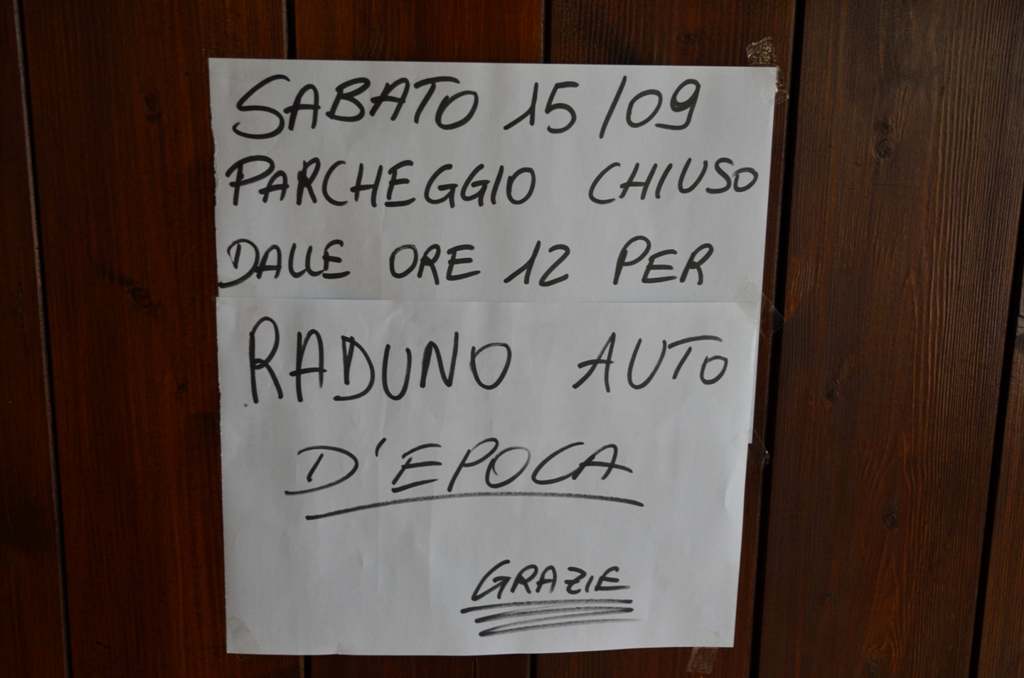 SABATO 15/09
PARCHEGGIO CHIUSO
DALLE ORE 12 PER
RADUNO AUTO
D'EPOCA
GRAZIE